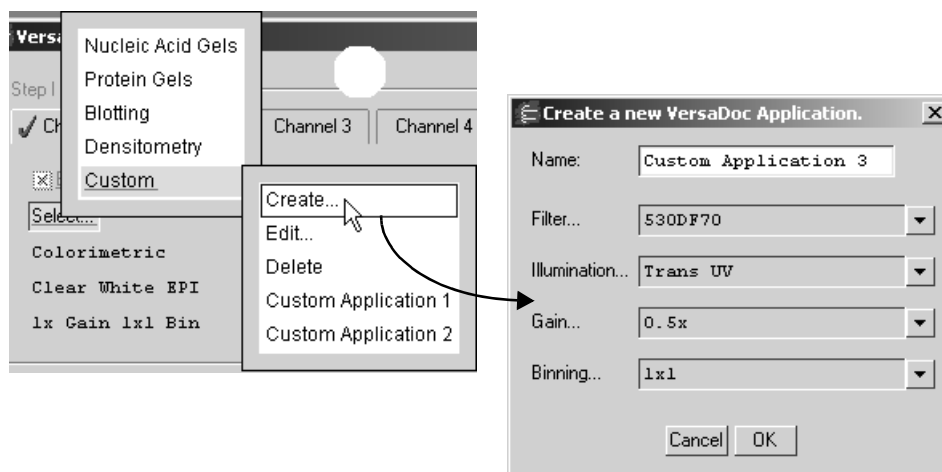 Versa
Nucleic Acid Gels
Protein Gels
Blotting
Densitometry
Custom
Step I
Ch
Channel 3
Channel 4
Select...
Colorimetric
Clear White EPI
1x Gain 1x1 Bin
Create...
Edit...
Delete
Custom Application 1
Custom Application 2
Create a new VersaDoc Application.
Name: Custom Application 3
Filter... 530DF70
Illumination... Trans UV
Gain... 0.5x
Binning... 1x1
Cancel OK